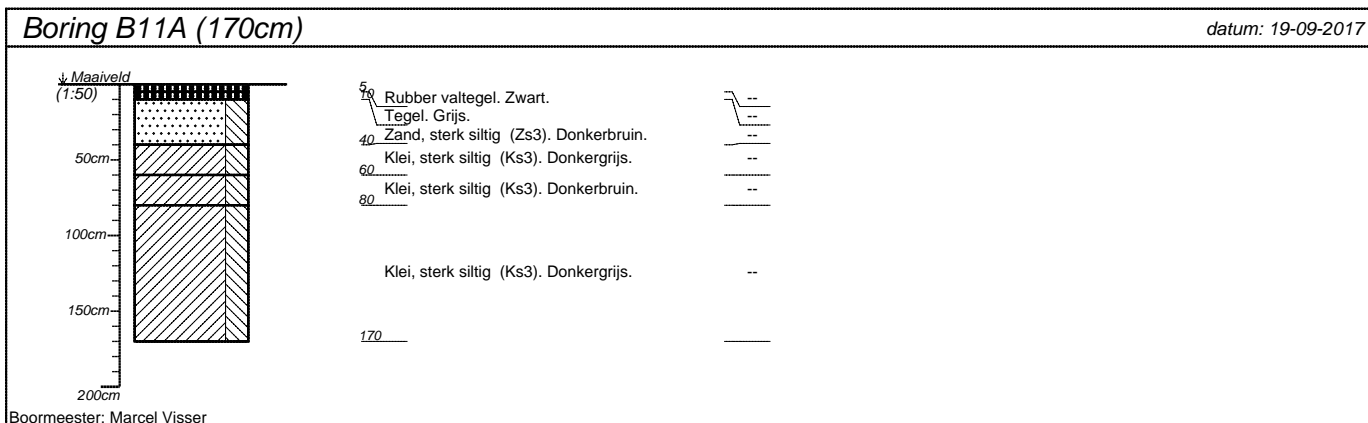 Boring B11A (170cm)
datum: 19-09-2017
Maaiveld
(1:50)
5
10
Rubber valtegel. Zwart.
--
Tegel. Grijs.
--
40
Zand, sterk siltig (Zs3). Donkerbruin.
--
50cm
Klei, sterk siltig (Ks3). Donkergrijs.
--
60
Klei, sterk siltig (Ks3). Donkerbruin.
--
80
100cm
Klei, sterk siltig (Ks3). Donkergrijs.
--
150cm
170
200cm
Boormeester: Marcel Visser